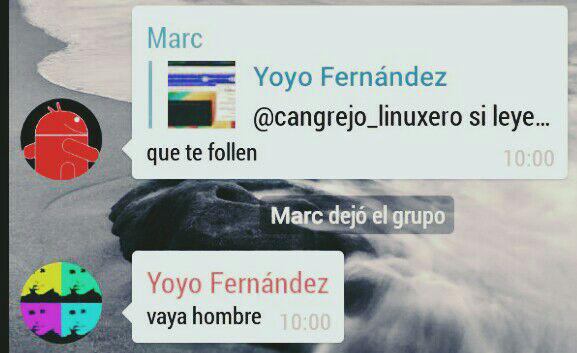 Marc
Yoyo Fernández
@cangrejo_linuxero si leye...
que te follen
10:00
Marc dejó el grupo
Yoyo Fernández
vaya hombre
10:00